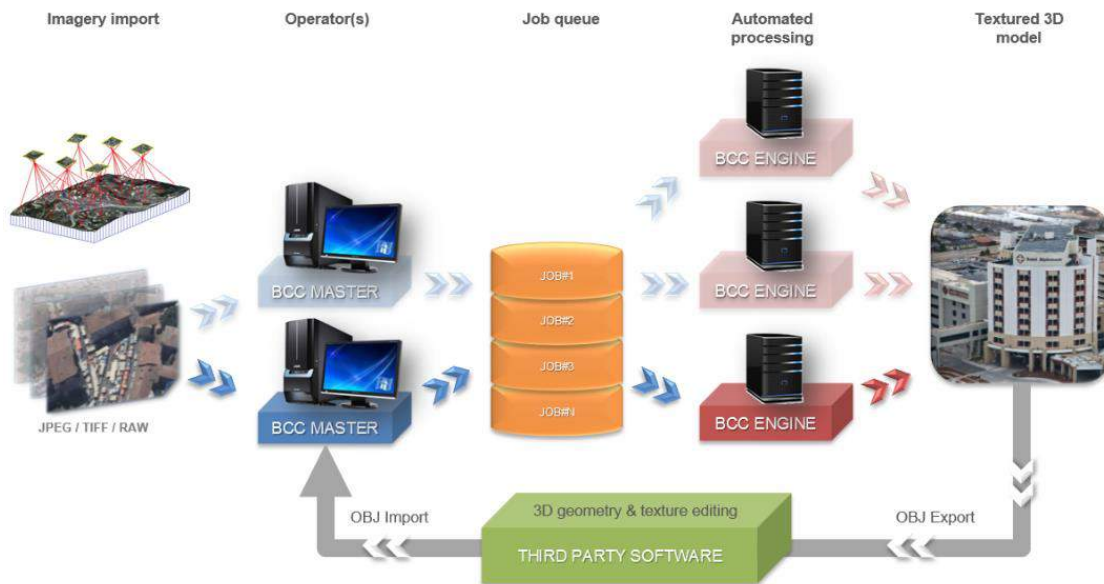 Imagery import
Operator(s)
Job queue
Automated
processing
Textured 3D
model
BCC ENGINE
BCC ENGINE
BCC ENGINE
BCC MASTER
BCC MASTER
JOB#1
JOB#2
JOB#3
JOB#N
JPEG / TIFF / RAW
OBJ Import
3D geometry & texture editing
THIRD PARTY SOFTWARE
OBJ Export